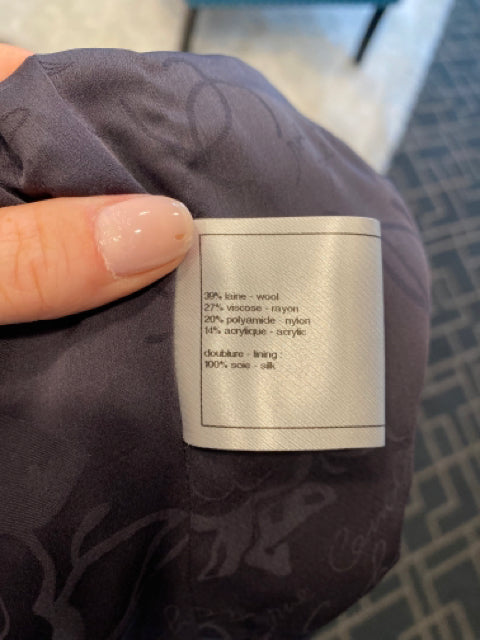 39% laine - wool
27% viscose - rayon
20% polyamide - nylon
14% acrylique - acrylic
doublure - lining :
100% soie - silk